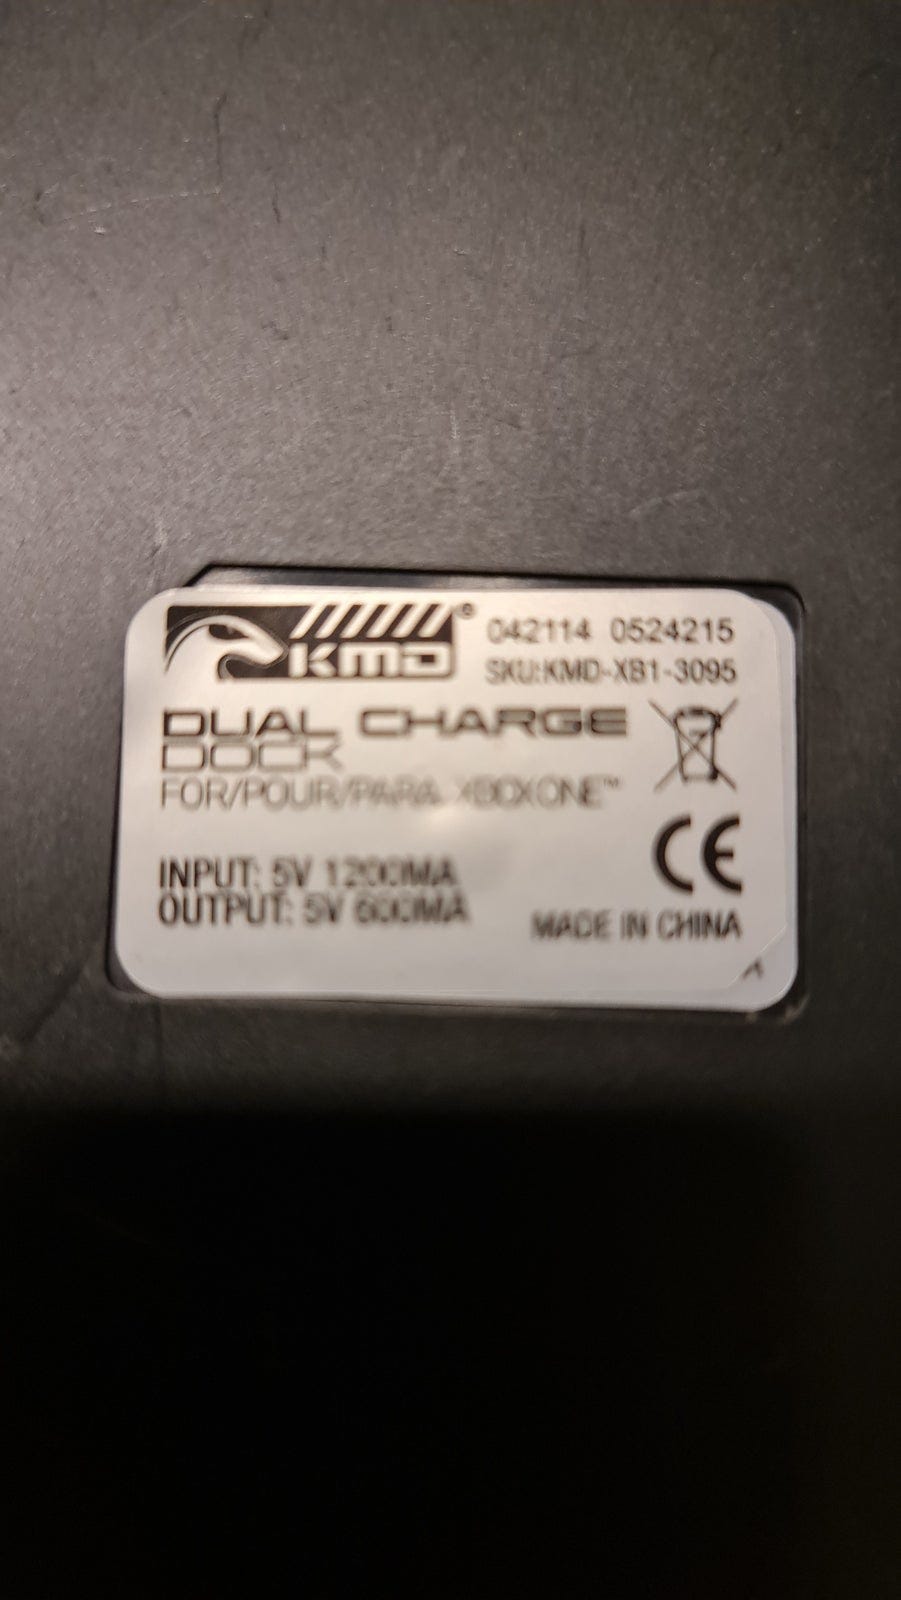 KMD®
042114 0524215
SKU:KMD-XB1-3095
DUAL CHARGE
DOCK
FOR/POUR/PARA XBOXONE™
INPUT: 5V 1200MA
OUTPUT: 5V 600MA
CE
MADE IN CHINA
A